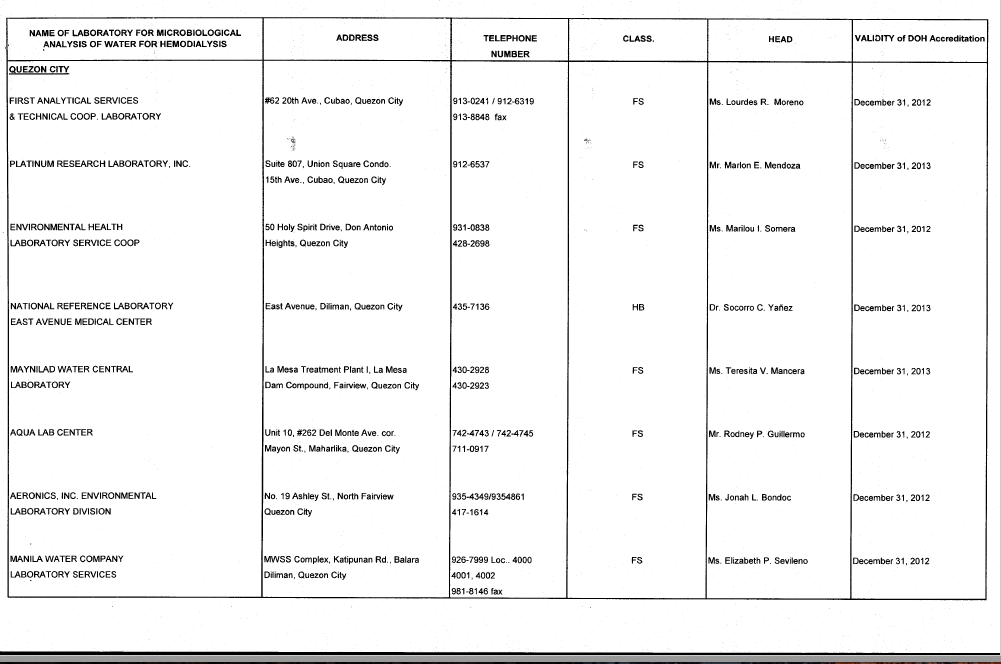 NAME OF LABORATORY FOR MICROBIOLOGICAL
ANALYSIS OF WATER FOR HEMODIALYSIS
ADDRESS
TELEPHONE
NUMBER
CLASS.
HEAD
VALIDITY of DOH Accreditation
QUEZON CITY
FIRST ANALYTICAL SERVICES
& TECHNICAL COOP. LABORATORY
#62 20th Ave., Cubao, Quezon City
913-0241 / 912-6319
913-8848 fax
FS
Ms. Lourdes R. Moreno
December 31, 2012
PLATINUM RESEARCH LABORATORY, INC.
Suite 807, Union Square Condo.
15th Ave., Cubao, Quezon City
912-6537
FS
Mr. Marlon E. Mendoza
December 31, 2013
ENVIRONMENTAL HEALTH
LABORATORY SERVICE COOP
50 Holy Spirit Drive, Don Antonio
Heights, Quezon City
931-0838
428-2698
FS
Ms. Marilou I. Somera
December 31, 2012
NATIONAL REFERENCE LABORATORY
EAST AVENUE MEDICAL CENTER
East Avenue, Diliman, Quezon City
435-7136
HB
Dr. Socorro C. Yañez
December 31, 2013
MAYNILAD WATER CENTRAL
LABORATORY
La Mesa Treatment Plant I, La Mesa
Dam Compound, Fairview, Quezon City
430-2928
430-2923
FS
Ms. Teresita V. Mancera
December 31, 2013
AQUA LAB CENTER
Unit 10, #262 Del Monte Ave. cor.
Mayon St., Maharlika, Quezon City
742-4743 / 742-4745
711-0917
FS
Mr. Rodney P. Guillermo
December 31, 2012
AERONICS, INC. ENVIRONMENTAL
LABORATORY DIVISION
No. 19 Ashley St., North Fairview
Quezon City
935-4349/9354861
417-1614
FS
Ms. Jonah L. Bondoc
December 31, 2012
MANILA WATER COMPANY
LABORATORY SERVICES
MWSS Complex, Katipunan Rd., Balara
Diliman, Quezon City
926-7999 Loc.. 4000
4001, 4002
981-8146 fax
FS
Ms. Elizabeth P. Sevileno
December 31, 2012